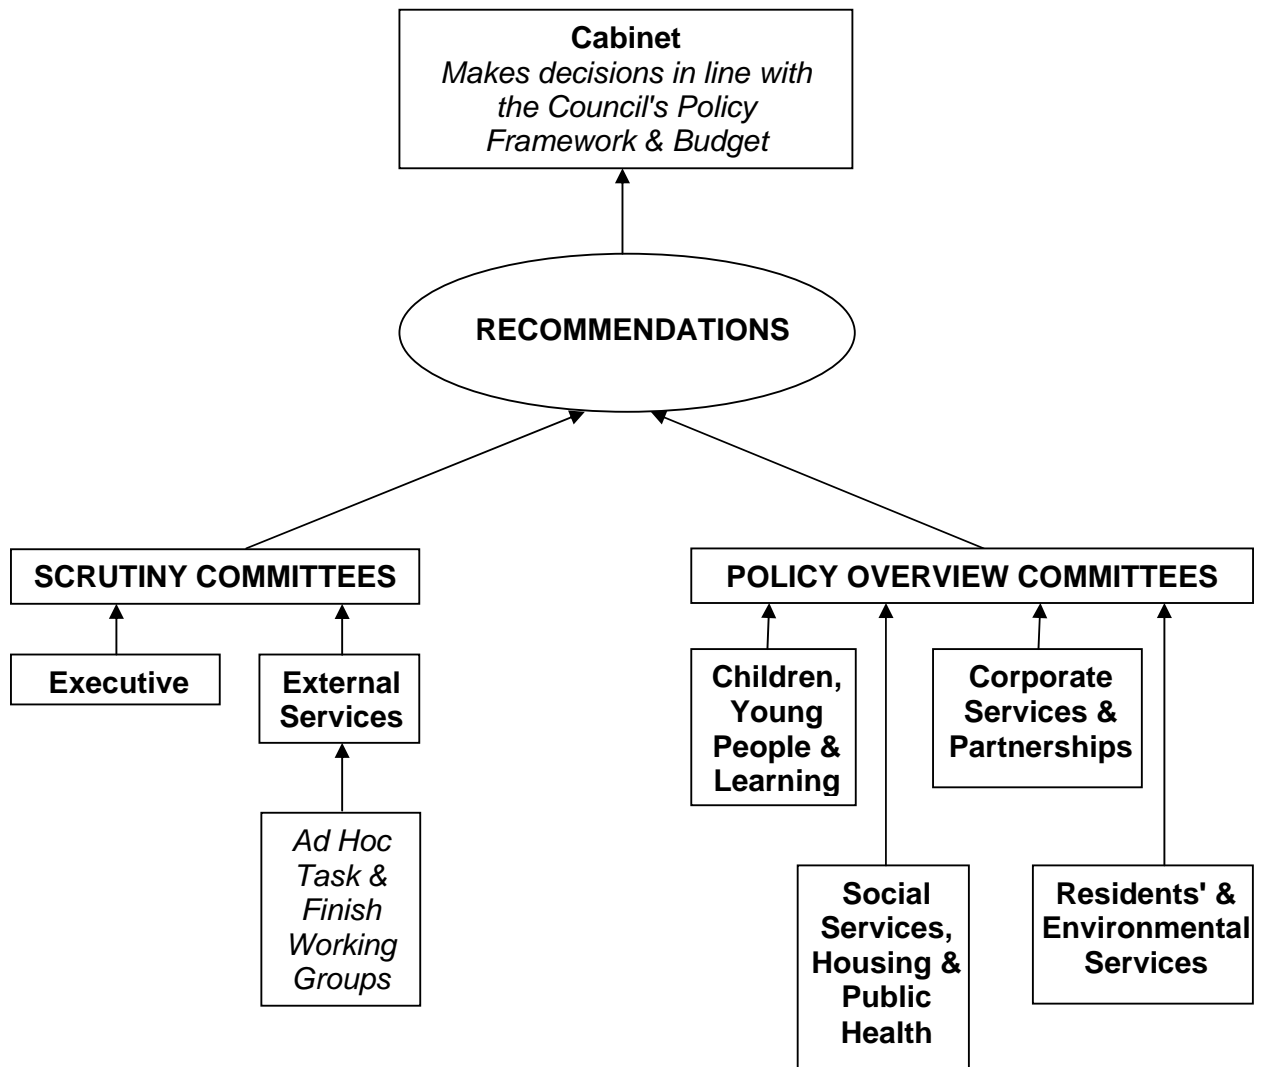 Cabinet
Makes decisions in line with
the Council's Policy
Framework & Budget
RECOMMENDATIONS
SCRUTINY COMMITTEES
POLICY OVERVIEW COMMITTEES
Executive
External
Services
Children,
Young
People &
Learning
Corporate
Services &
Partnerships
Ad Hoc
Task &
Finish
Working
Groups
Social
Services,
Housing &
Public
Health
Residents' &
Environmental
Services